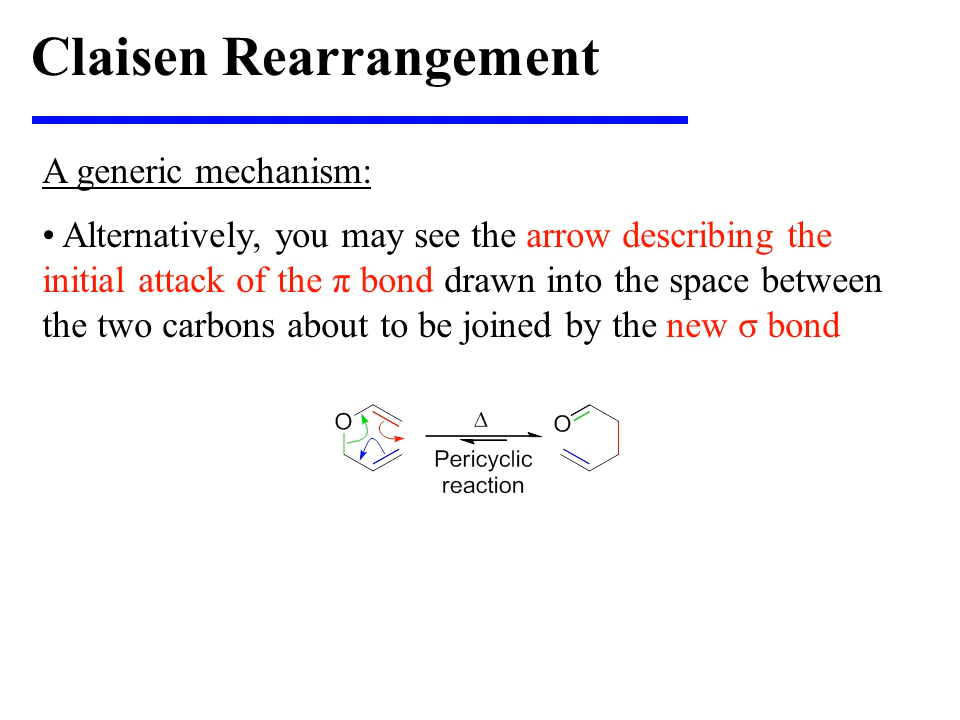 Claisen Rearrangement
A generic mechanism:
• Alternatively, you may see the arrow describing the
initial attack of the π bond drawn into the space between
the two carbons about to be joined by the new σ bond
O Δ O
Pericyclic
reaction